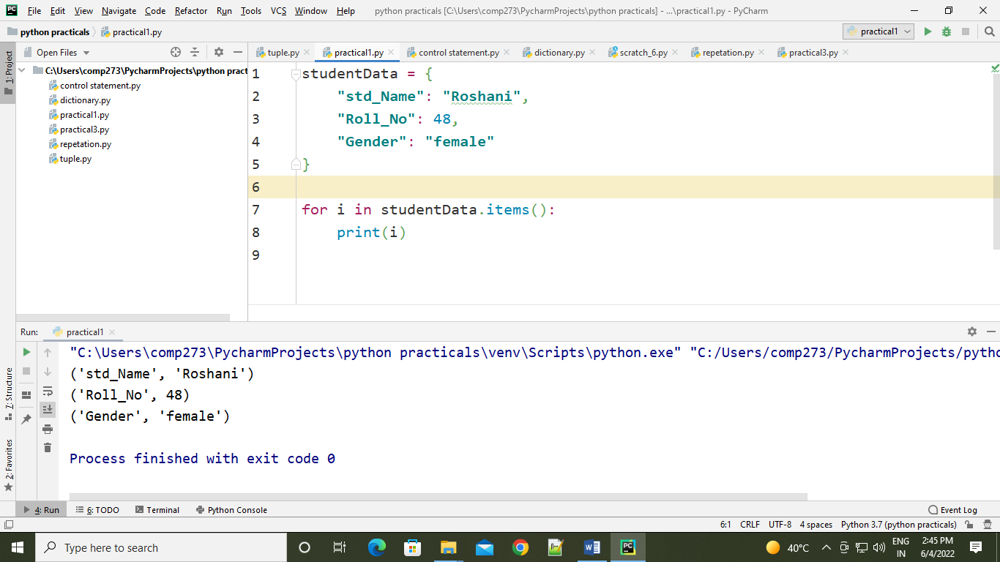 PC File Edit View Navigate Code Refactor Run Tools VCS Window Help python practicals [C:\Users\comp273\PycharmProjects\python practicals] - ...\practical1.py - PyCharm
python practicals practical1.py practical1
Open Files tuple.py practical1.py control statement.py dictionary.py scratch_6.py repetation.py practical3.py
1: Project
C:\Users\comp273\PycharmProjects\python pract
control statement.py
dictionary.py
practical1.py
practical3.py
repetation.py
tuple.py
1 studentData = {
2 "std_Name": "Roshani",
3 "Roll_No": 48,
4 "Gender": "female"
5 }
6
7 for i in studentData.items():
8 print(i)
9
Run: practical1
"C:\Users\comp273\PycharmProjects\python practicals\venv\Scripts\python.exe" "C:/Users/comp273/PycharmProjects/pytho
('std_Name', 'Roshani')
('Roll_No', 48)
('Gender', 'female')
Process finished with exit code 0
7: Structure
2: Favorites
4: Run 6: TODO Terminal Python Console Event Log
6:1 CRLF UTF-8 4 spaces Python 3.7 (python practicals)
Type here to search PC 40°C ENG 2:45 PM
IN 6/4/2022